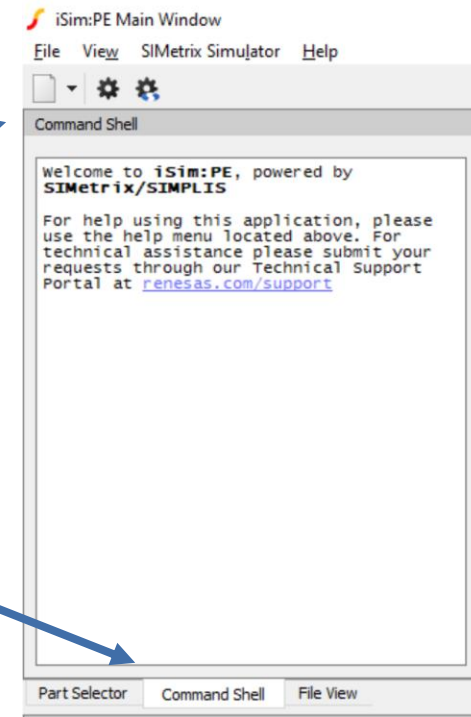 iSim:PE Main Window
File View SIMetrix Simulator Help
Command Shell
Welcome to iSim:PE, powered by
SIMetrix/SIMPLIS
For help using this application, please
use the help menu located above. For
technical assistance please submit your
requests through our Technical Support
Portal at renesas.com/support
Part Selector Command Shell File View